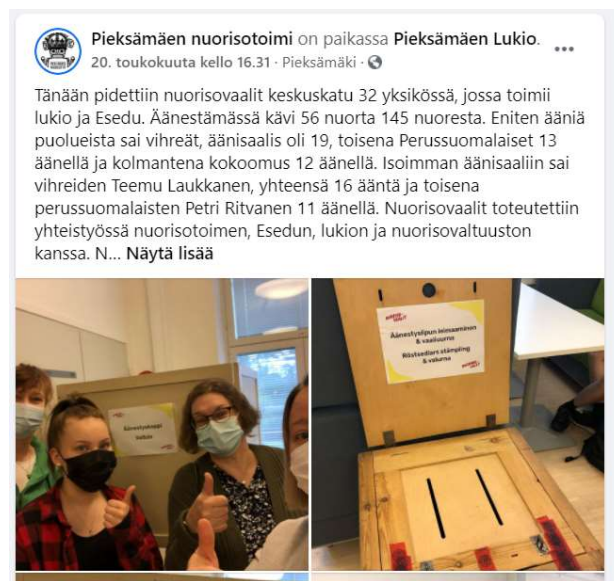 Pieksämäen nuorisotoimi on paikassa Pieksämäen Lukio.
20. toukokuuta kello 16.31 · Pieksämäki ·
Tänään pidettiin nuorisovaalit keskuskatu 32 yksikössä, jossa toimii
lukio ja Esedu. Äänestämässä kävi 56 nuorta 145 nuoresta. Eniten ääniä
puolueista sai vihreät, äänisaalis oli 19, toisena Perussuomalaiset 13
äänellä ja kolmantena kokoomus 12 äänellä. Isoimman äänisaaliin sai
vihreiden Teemu Laukkanen, yhteensä 16 ääntä ja toisena
perussuomalaisten Petri Ritvanen 11 äänellä. Nuorisovaalit toteutettiin
yhteistyössä nuorisotoimen, Esedun, lukion ja nuorisovaltuuston
kanssa. N... Näytä lisää
Äänestyskoppi
Äänestyslipun leimaaminen
& vaaliuurna
Röstsedlars stämpling
& valurna